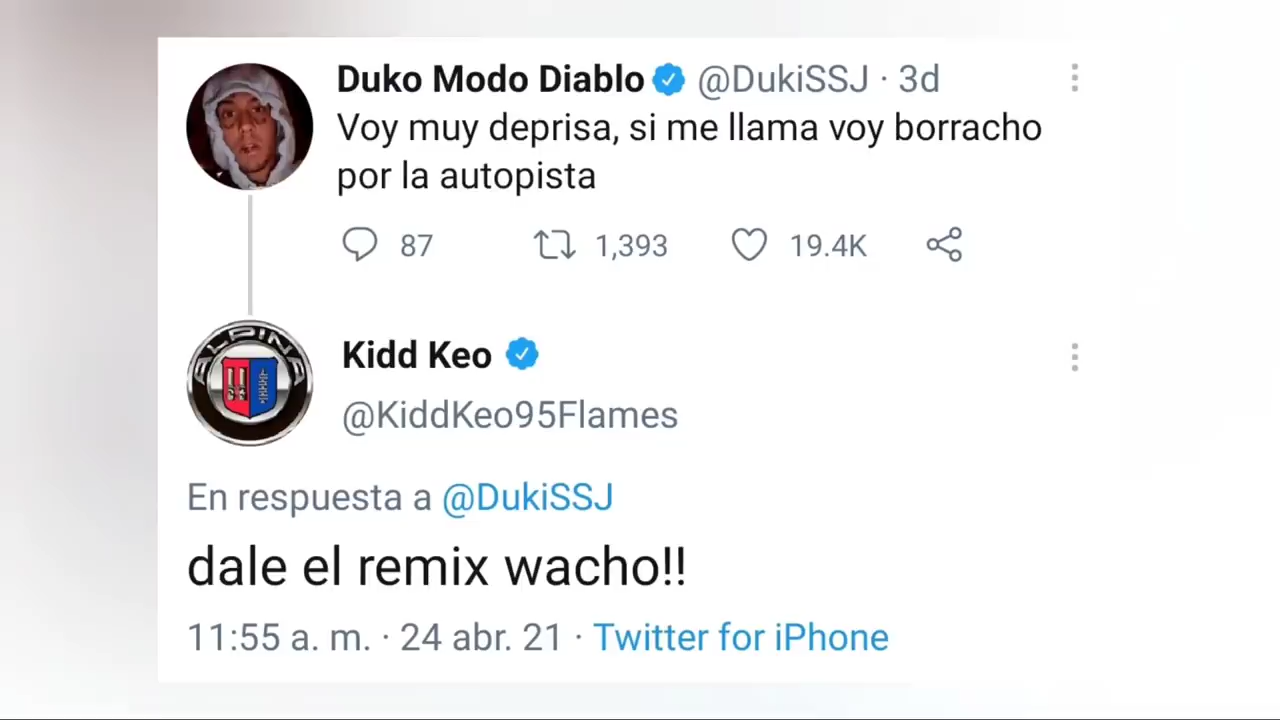 Duko Modo Diablo @DukiSSJ · 3d
Voy muy deprisa, si me llama voy borracho
por la autopista
87 1,393 19.4K
ALPINA
Kidd Keo
@KiddKeo95Flames
En respuesta a @DukiSSJ
dale el remix wacho!!
11:55 a. m. · 24 abr. 21 · Twitter for iPhone